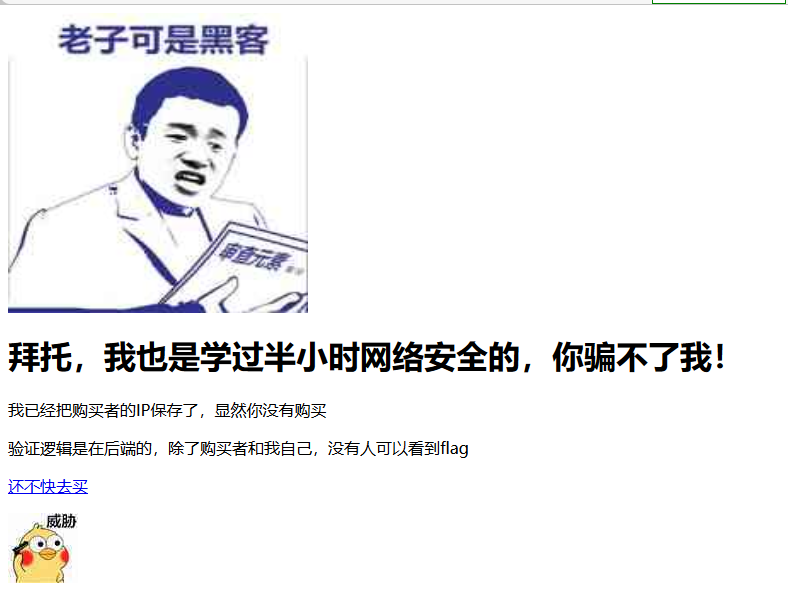 老子可是黑客
审查元素
拜托，我也是学过半小时网络安全的，你骗不了我！
我已经把购买者的IP保存了，显然你没有购买
验证逻辑是在后端的，除了购买者和我自己，没有人可以看到flag
还不快去买
威胁